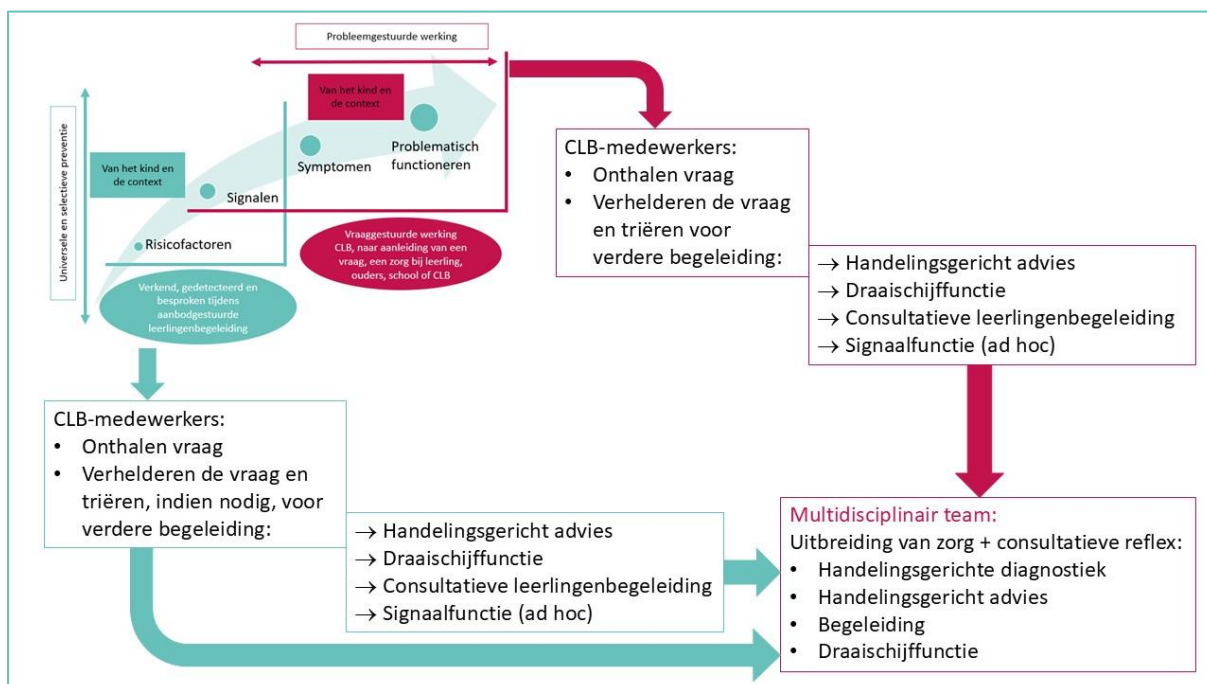 Probleemgestuurde werking
Universele en selectieve preventie
Van het kind en
de context
Van het kind en
de context
Problematisch
functioneren
Symptomen
Signalen
Risicofactoren
Vraaggestuurde werking
CLB, naar aanleiding van een
vraag, een zorg bij leerling,
ouders, school of CLB
Verkend, gedetecteerd en
besproken tijdens
aanbodgestuurde
leerlingenbegeleiding
CLB-medewerkers:
• Onthalen vraag
• Verhelderen de vraag
en triëren voor
verdere begeleiding:
→ Handelingsgericht advies
→ Draaischijffunctie
→ Consultatieve leerlingenbegeleiding
→ Signaalfunctie (ad hoc)
CLB-medewerkers:
• Onthalen vraag
• Verhelderen de vraag en
triëren, indien nodig, voor
verdere begeleiding:
→ Handelingsgericht advies
→ Draaischijffunctie
→ Consultatieve leerlingenbegeleiding
→ Signaalfunctie (ad hoc)
Multidisciplinair team:
Uitbreiding van zorg + consultatieve reflex:
• Handelingsgerichte diagnostiek
• Handelingsgericht advies
• Begeleiding
• Draaischijffunctie